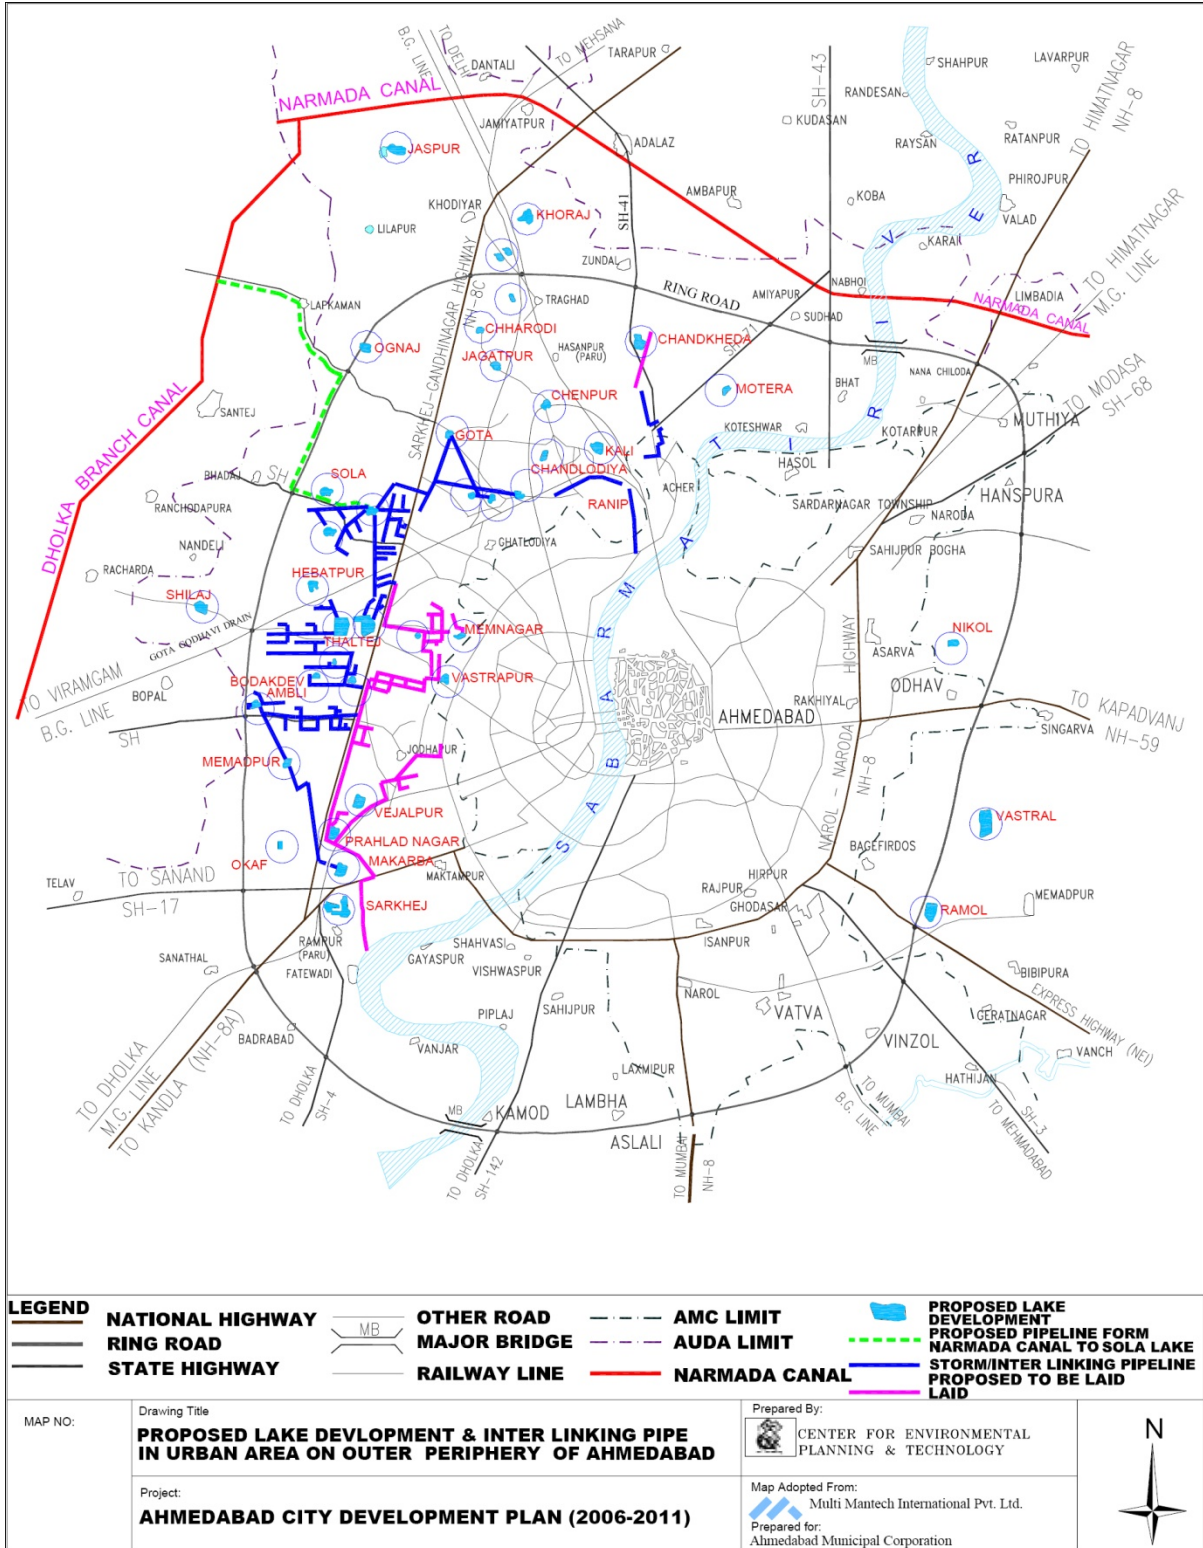 TO DELHI
B.G. LINE
DANTALI
TO MEHSANA
TARAPUR
SH-43
SHAHPUR
LAVARPUR
NARMADA CANAL
RANDESAN
TO HIMATNAGAR
NH-8
JAMIYATPUR
KUDASAN
RAYSAN
RATANPUR
JASPUR
ADALAZ
PHIROJPUR
AMBAPUR
KOBA
VALAD
KHODIYAR
KHORAJ
SH-41
LILAPUR
KARAI
TO HIMATNAGAR
M.G. LINE
ZUNDAL
NABHOI
LIMBADIA
NARMADA CANAL
LAPKAMAN
TRAGHAD
RING ROAD
AMIYAPUR
SUDHAD
SARKHEJ-GANDHINAGAR HIGHWAY
NH-8C
CHHARODI
CHANDKHEDA
SH-71
OGNAJ
JAGATPUR
HASANPUR
(PARU)
MB
NANA CHILODA
TO MODASA
SH-68
MOTERA
BHAT
SANTEJ
CHENPUR
MUTHIYA
DHOLKA BRANCH CANAL
GOTA
KOTESHWAR
KOTARPUR
KALI
BHADAJ
SH
SOLA
CHANDLODIYA
HASOL
ACHER
HANSPURA
RANCHODAPURA
RANIP
SARDARNAGAR TOWNSHIP
NARODA
NANDELI
GHATLODIYA
SAHIJPUR BOGHA
RACHARDA
HEBATPUR
SHILAJ
SABARMATI RIVER
GOTA GODHAVI DRAIN
THALTEJ
MEMNAGAR
ASARVA
NIKOL
TO VIRAMGAM
B.G. LINE
BOPAL
BODAKDEV
AMBLI
VASTRAPUR
HIGHWAY
ODHAV
RAKHIYAL
TO KAPADVANJ
NH-59
SH
AHMEDABAD
SINGARVA
JODHAPUR
MEMADPUR
NH-8
NAROL - NARODA
VEJALPUR
VASTRAL
PRAHLAD NAGAR
OKAF
MAKARBA
BAGEFIRDOS
TO SANAND
SH-17
TELAV
MAKTAMPUR
HIRPUR
RAJPUR
GHODASAR
MEMADPUR
SARKHEJ
RAMOL
RAMPUR
(PARU)
ISANPUR
SANATHAL
FATEWADI
GAYASPUR
SHAHVASI
VISHWASPUR
BIBIPURA
NAROL
SAHIJPUR
VATVA
GERATNAGAR
EXPRESS HIGHWAY (NEI)
BADRABAD
PIPLAJ
VINZOL
VANJAR
VANCH
TO DHOLKA
M.G. LINE
TO KANDLA (NH-8A)
LAXMIPUR
HATHIJAN
TO DHOLKA
SH-4
MB
KAMOD
LAMBHA
TO MUMBAI
B.G. LINE
SH-3
TO MEHMADABAD
ASLALI
TO DHOLKA
SH-142
TO MUMBAI
NH-8
LEGEND
NATIONAL HIGHWAY
RING ROAD
STATE HIGHWAY
OTHER ROAD
MB
MAJOR BRIDGE
RAILWAY LINE
AMC LIMIT
AUDA LIMIT
NARMADA CANAL
PROPOSED LAKE
DEVELOPMENT
PROPOSED PIPELINE FORM
NARMADA CANAL TO SOLA LAKE
STORM/INTER LINKING PIPELINE
PROPOSED TO BE LAID
LAID
MAP NO:
Drawing Title
PROPOSED LAKE DEVLOPMENT & INTER LINKING PIPE
IN URBAN AREA ON OUTER PERIPHERY OF AHMEDABAD
Project:
AHMEDABAD CITY DEVELOPMENT PLAN (2006-2011)
Prepared By:
CENTER FOR ENVIRONMENTAL
PLANNING & TECHNOLOGY
Map Adopted From:
Multi Mantech International Pvt. Ltd.
Prepared for:
Ahmedabad Municipal Corporation
N